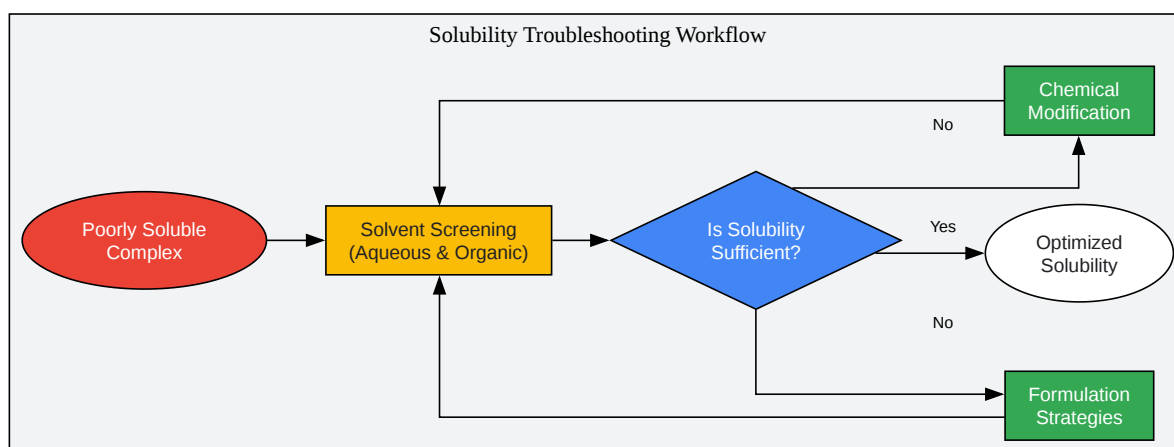 Solubility Troubleshooting Workflow
Chemical
Modification
No
Poorly Soluble
Complex
Solvent Screening
(Aqueous & Organic)
Is Solubility
Sufficient?
Yes
Optimized
Solubility
No
Formulation
Strategies